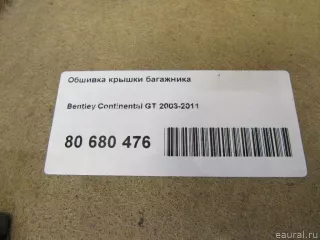 Обшивка крышки багажника
Bentley Continental GT 2003-2011
80 680 476
eaural.ru